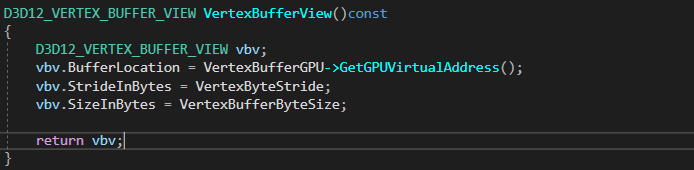 D3D12_VERTEX_BUFFER_VIEW VertexBufferView()const
{
    D3D12_VERTEX_BUFFER_VIEW vbv;
    vbv.BufferLocation = VertexBufferGPU->GetGPUVirtualAddress();
    vbv.StrideInBytes = VertexByteStride;
    vbv.SizeInBytes = VertexBufferByteSize;

    return vbv;
}